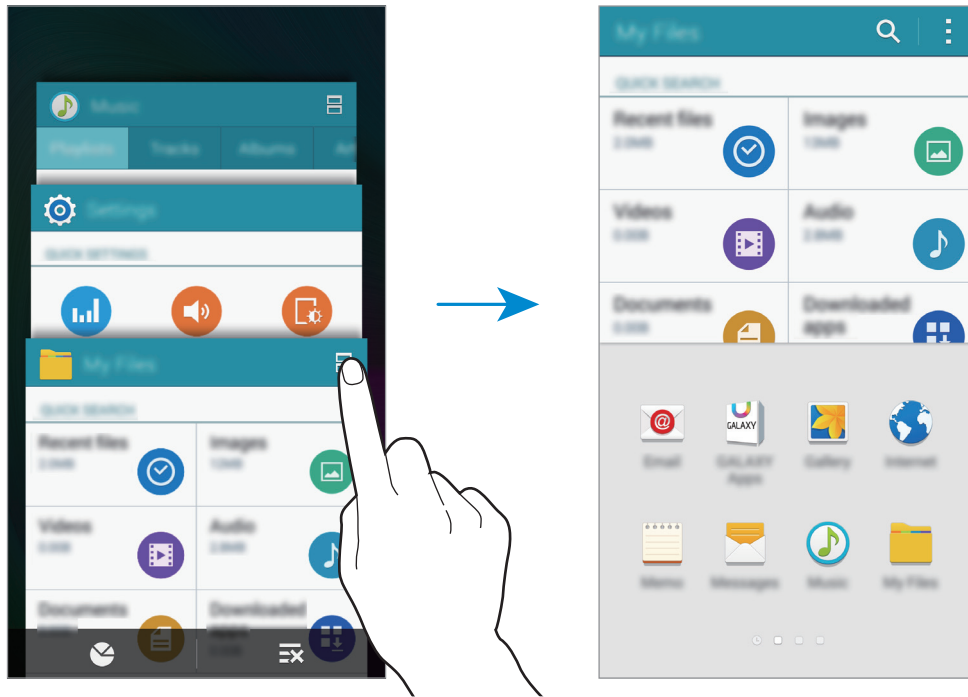 Music
Playlists Tracks Albums
Settings
QUICK SETTINGS
My Files
QUICK SEARCH
Recent files Images
Videos Audio
Documents Downloaded
My Files
QUICK SEARCH
Recent files Images
Videos Audio
Documents Downloaded
apps
GALAXY
Email GALAXY Gallery Internet
Apps
Memo Messages Music My Files